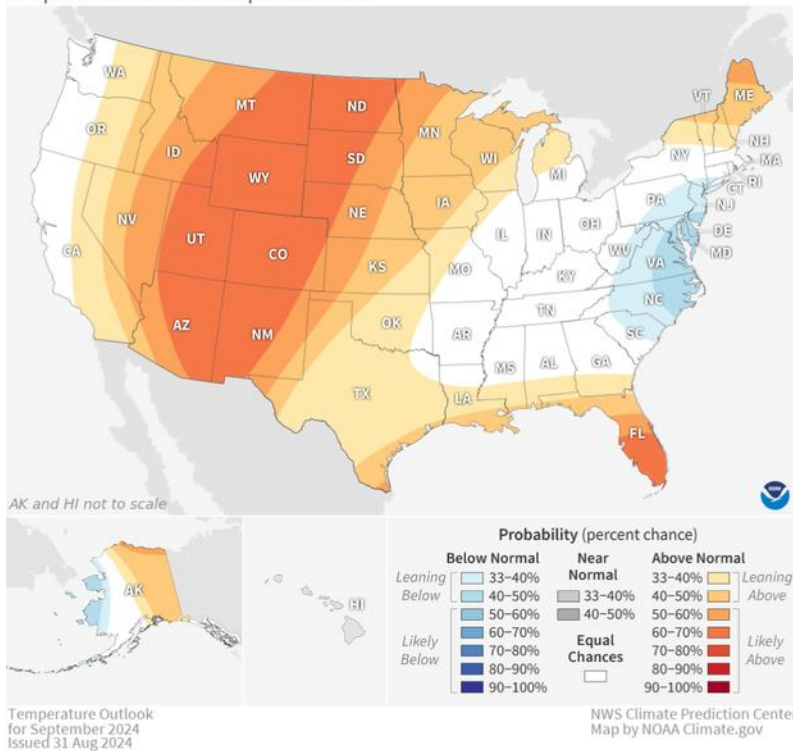 WA
MT
ND
OR
ID
WY
SD
MN
WI
MI
VT
ME
NH
NY
MA
RI
CT
PA
NJ
NV
UT
CO
NE
IA
IL
IN
OH
WV
VA
DE
MD
CA
AZ
NM
KS
MO
KY
OK
AR
TN
NC
SC
TX
LA
MS
AL
GA
FL
AK and HI not to scale
AK
HI
Probability (percent chance)
Below Normal
Near Normal
Above Normal
Leaning Below
33–40%
40–50%
Likely Below
50–60%
60–70%
70–80%
80–90%
90–100%
33–40%
40–50%
Equal Chances
33–40%
40–50%
Leaning Above
50–60%
60–70%
70–80%
80–90%
90–100%
Likely Above
Temperature Outlook
for September 2024
Issued 31 Aug 2024
NWS Climate Prediction Center
Map by NOAA Climate.gov